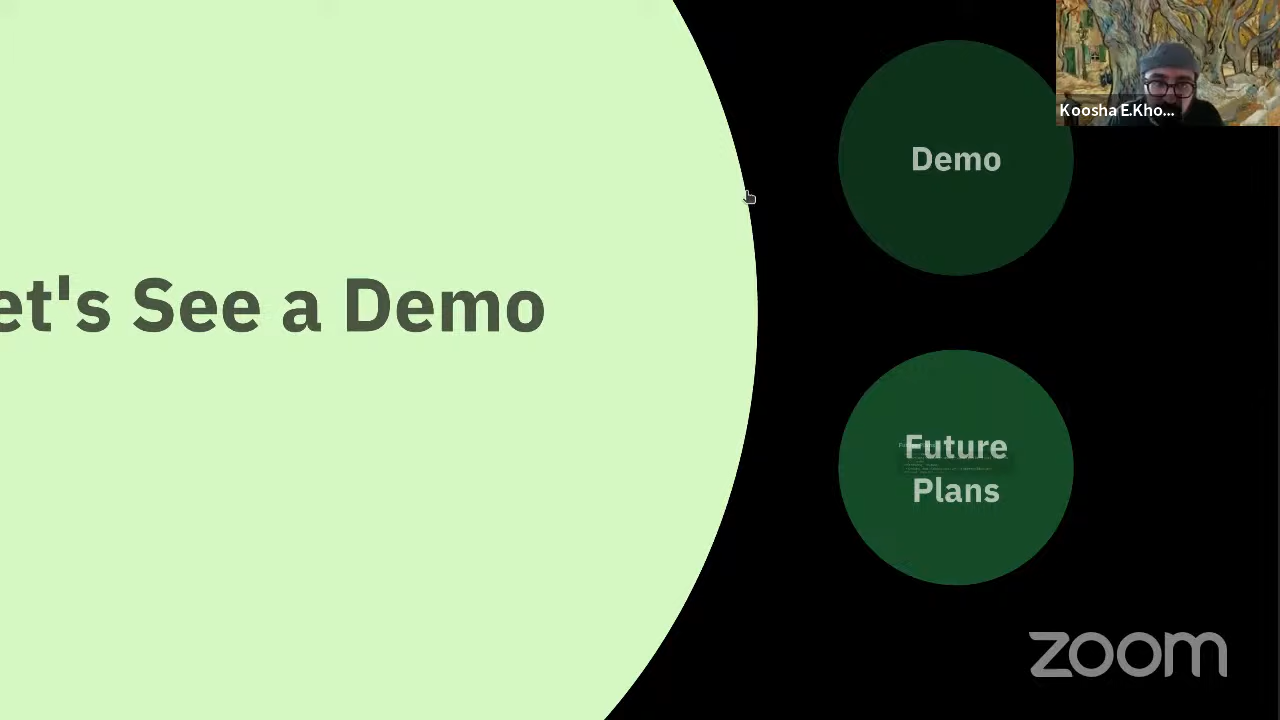 Koosha E.Kho...
Demo
et's See a Demo
Future
Plans
zoom